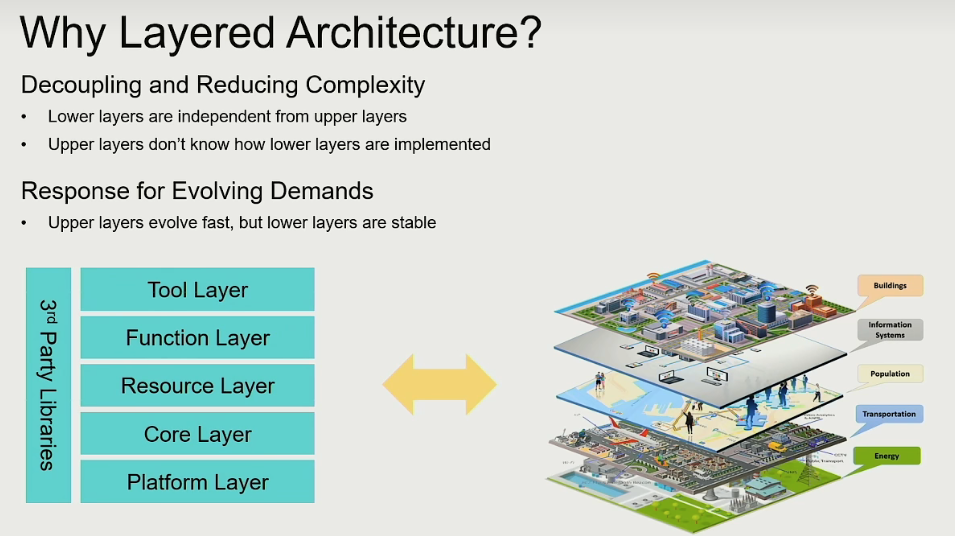 Why Layered Architecture?
Decoupling and Reducing Complexity
• Lower layers are independent from upper layers
• Upper layers don't know how lower layers are implemented
Response for Evolving Demands
• Upper layers evolve fast, but lower layers are stable
3rd Party Libraries
Tool Layer
Function Layer
Resource Layer
Core Layer
Platform Layer
Buildings
Information
Systems
Population
Transportation
Energy